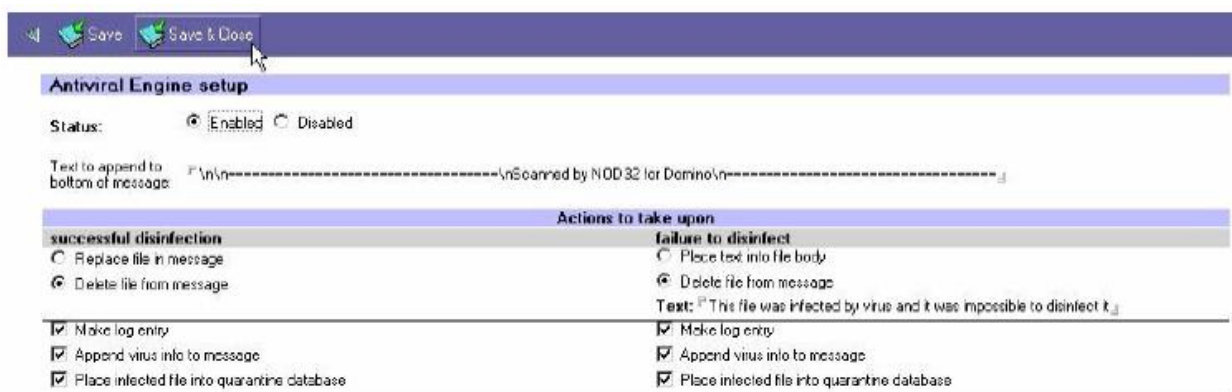 Save Save & Close
Antiviral Engine setup
Status: Enabled Disabled
Text to append to
bottom of message: \n\n----------------------------------\nScanned by NOD32 for Domino\n----------------------------------
Actions to take upon
successful disinfection
Replace file in message
Delete file from message
Make log entry
Append virus info to message
Place infected file into quarantine database
failure to disinfect
Place text into file body
Delete file from message
Text: This file was infected by virus and it was impossible to disinfect it
Make log entry
Append virus info to message
Place infected file into quarantine database